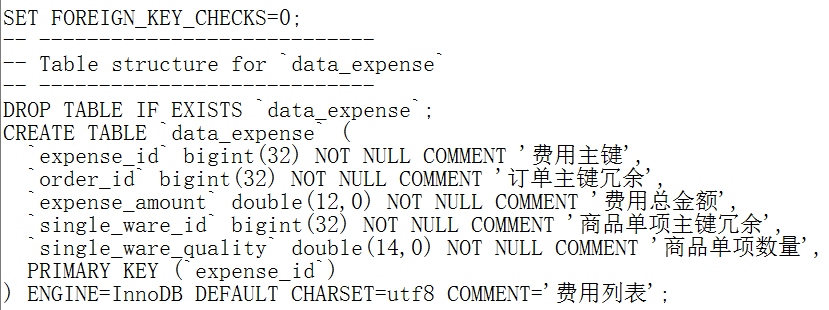 SET FOREIGN_KEY_CHECKS=0;
-- ----------------------------
-- Table structure for `data_expense`
-- ----------------------------
DROP TABLE IF EXISTS `data_expense`;
CREATE TABLE `data_expense` (
  `expense_id` bigint(32) NOT NULL COMMENT '费用主键',
  `order_id` bigint(32) NOT NULL COMMENT '订单主键冗余',
  `expense_amount` double(12,0) NOT NULL COMMENT '费用总金额',
  `single_ware_id` bigint(32) NOT NULL COMMENT '商品单项主键冗余',
  `single_ware_quality` double(14,0) NOT NULL COMMENT '商品单项数量',
  PRIMARY KEY (`expense_id`)
) ENGINE=InnoDB DEFAULT CHARSET=utf8 COMMENT='费用列表';